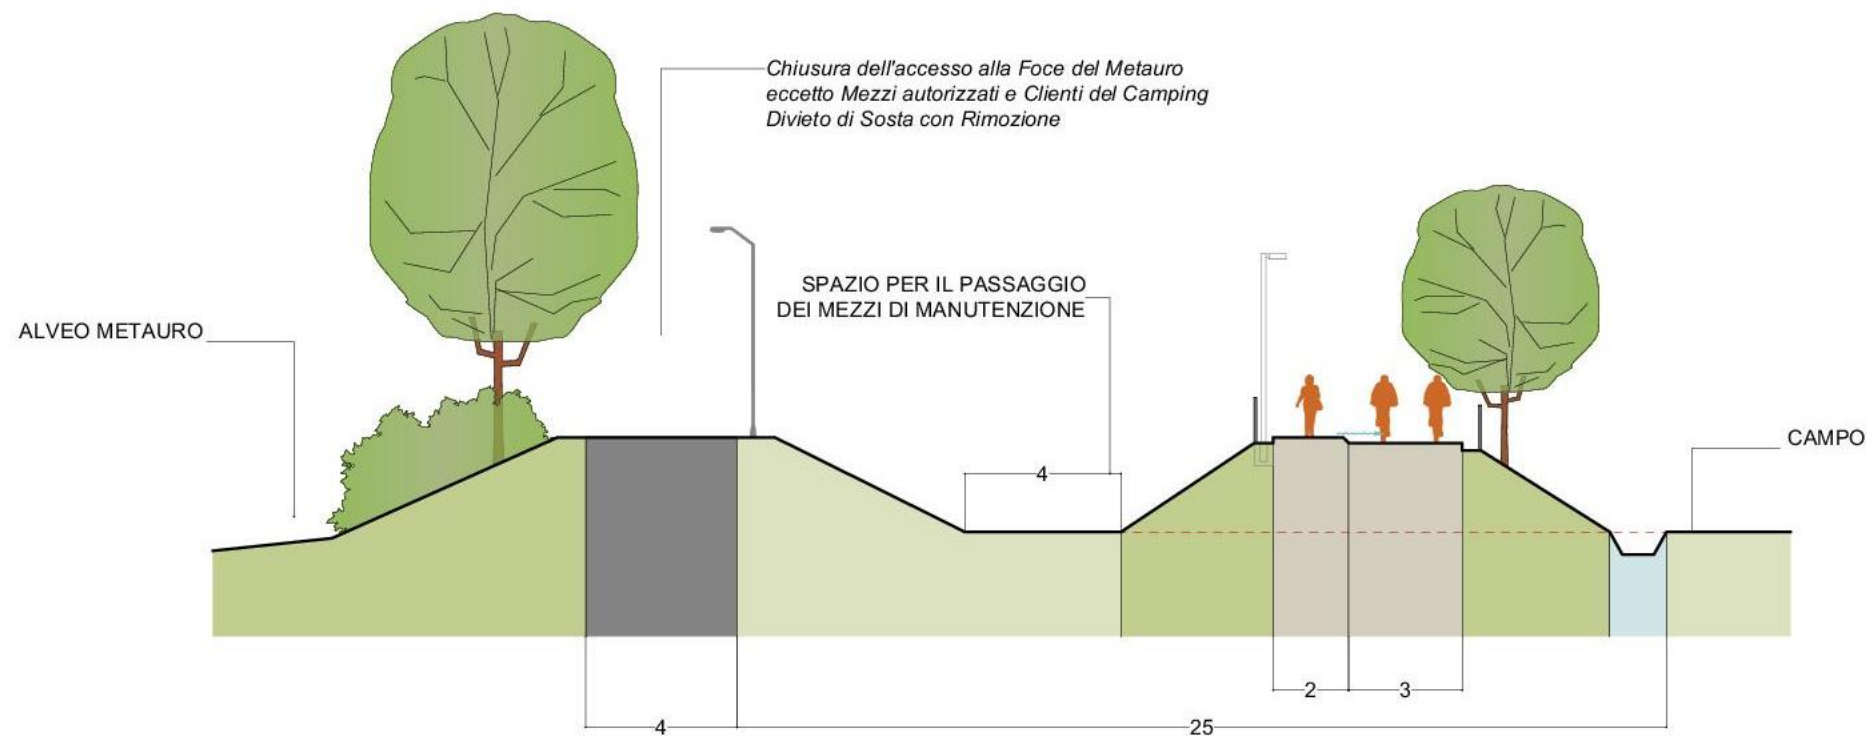 Chiusura dell'accesso alla Foce del Metauro
eccetto Mezzi autorizzati e Clienti del Camping
Divieto di Sosta con Rimozione
SPAZIO PER IL PASSAGGIO
DEI MEZZI DI MANUTENZIONE
ALVEO METAURO
CAMPO
4
2
3
4
25